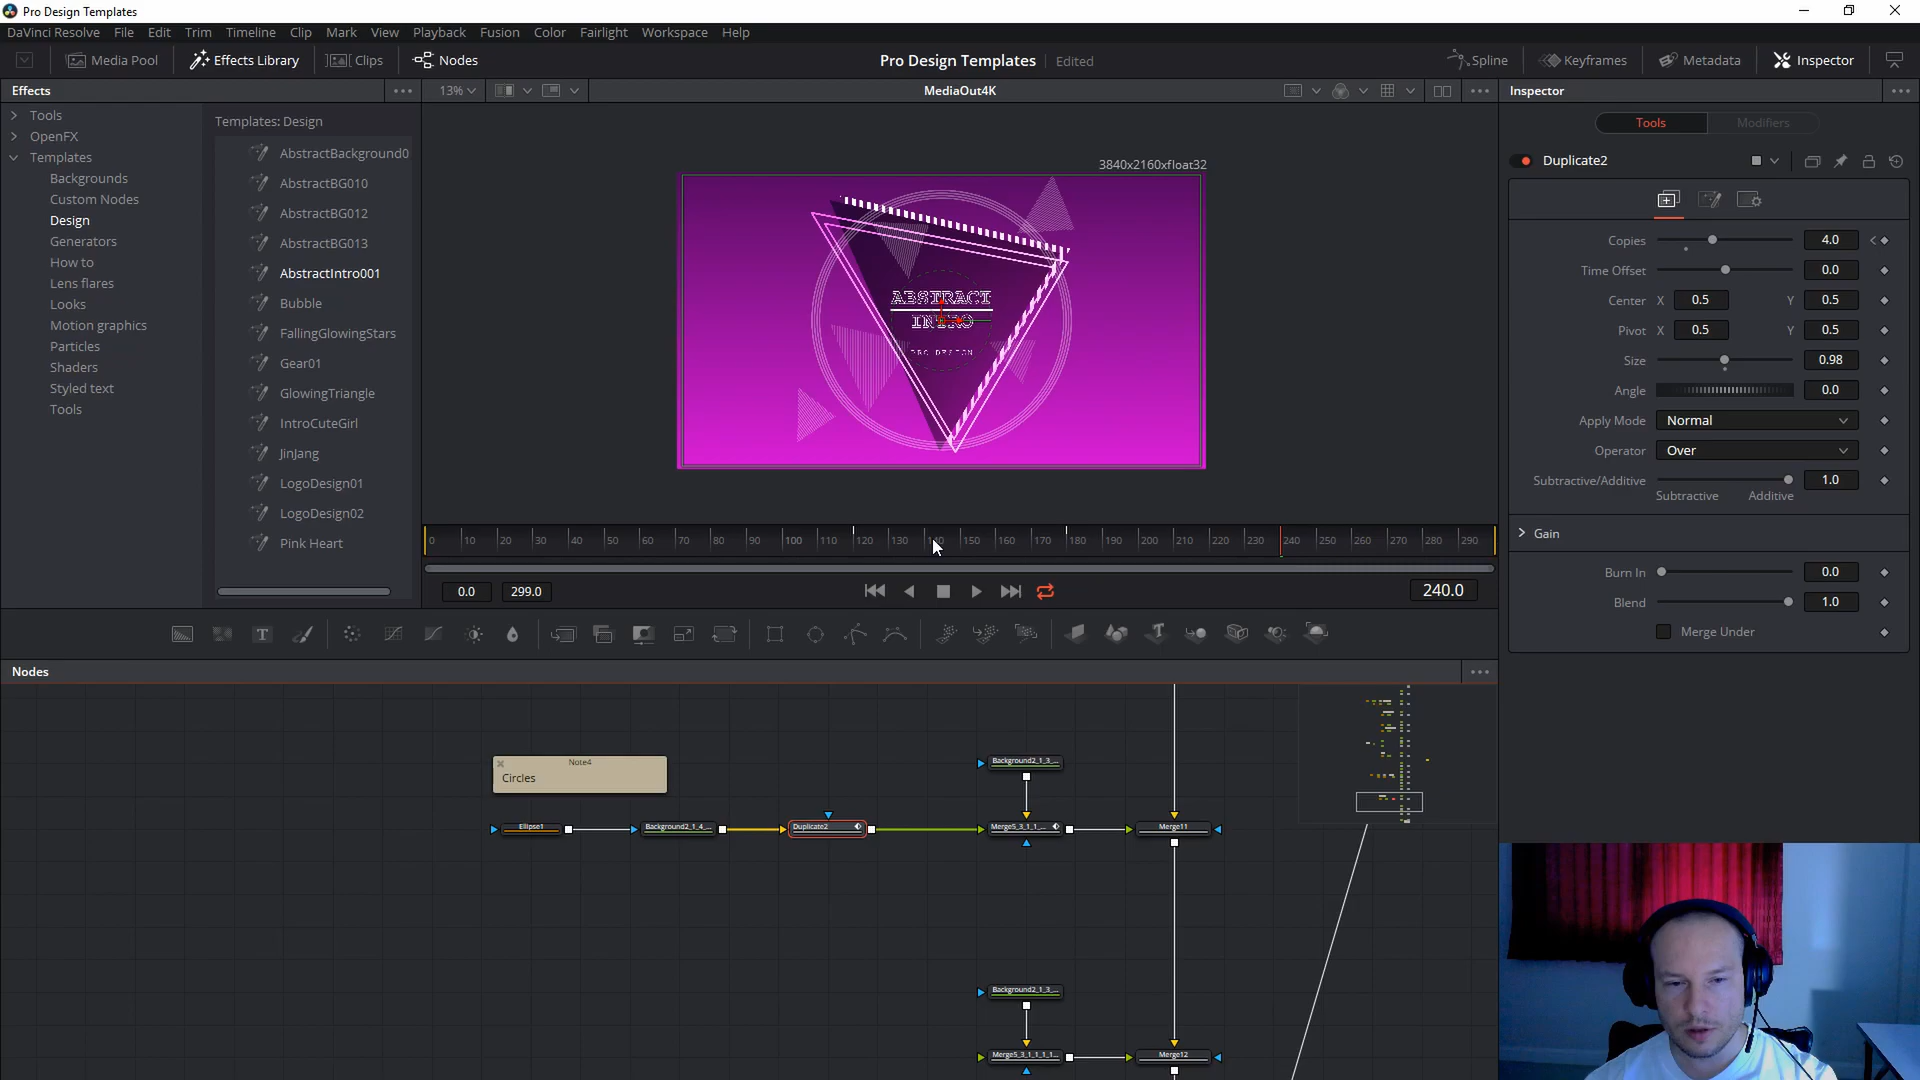 Pro Design Templates
DaVinci Resolve File Edit Trim Timeline Clip Mark View Playback Fusion Color Fairlight Workspace Help
Media Pool Effects Library Clips Nodes Pro Design Templates Edited Spline Keyframes Metadata Inspector
Effects 13% MediaOut4K Inspector
Tools
OpenFX
Templates
Backgrounds
Custom Nodes
Design
Generators
How to
Lens flares
Looks
Motion graphics
Particles
Shaders
Styled text
Tools
Templates: Design
AbstractBackground0
AbstractBG010
AbstractBG012
AbstractBG013
AbstractIntro001
Bubble
FallingGlowingStars
Gear01
GlowingTriangle
IntroCuteGirl
JinJang
LogoDesign01
LogoDesign02
Pink Heart
3840x2160xfloat32
ABSTRACT
INTRO
PRO DESIGN
0 10 20 30 40 50 60 70 80 90 100 110 120 130 140 150 160 170 180 190 200 210 220 230 240 250 260 270 280 290
0.0 299.0 240.0
Tools Modifiers
Duplicate2
Copies 4.0
Time Offset 0.0
Center X 0.5 Y 0.5
Pivot X 0.5 Y 0.5
Size 0.98
Angle 0.0
Apply Mode Normal
Operator Over
Subtractive/Additive 1.0
Subtractive Additive
Gain
Burn In 0.0
Blend 1.0
Merge Under
Nodes
Note4
Circles
Background2_1_3_...
Ellipse1 Background2_1_4_... Duplicate2 Merge5_3_1_1_... Merge11
Background2_1_3_...
Merge5_3_1_1_1_1... Merge12